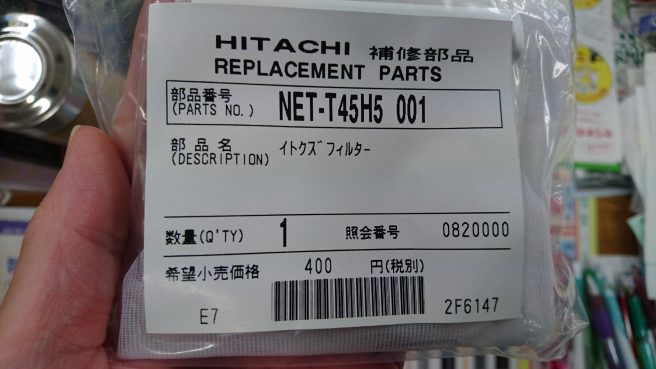 HITACHI 補修部品
REPLACEMENT PARTS
部品番号
(PARTS NO.) NET-T45H5 001
部品名
(DESCRIPTION) イトクズフィルター
数量(Q'TY) 1 照会番号 0820000
希望小売価格 400 円(税別)
E7 2F6147